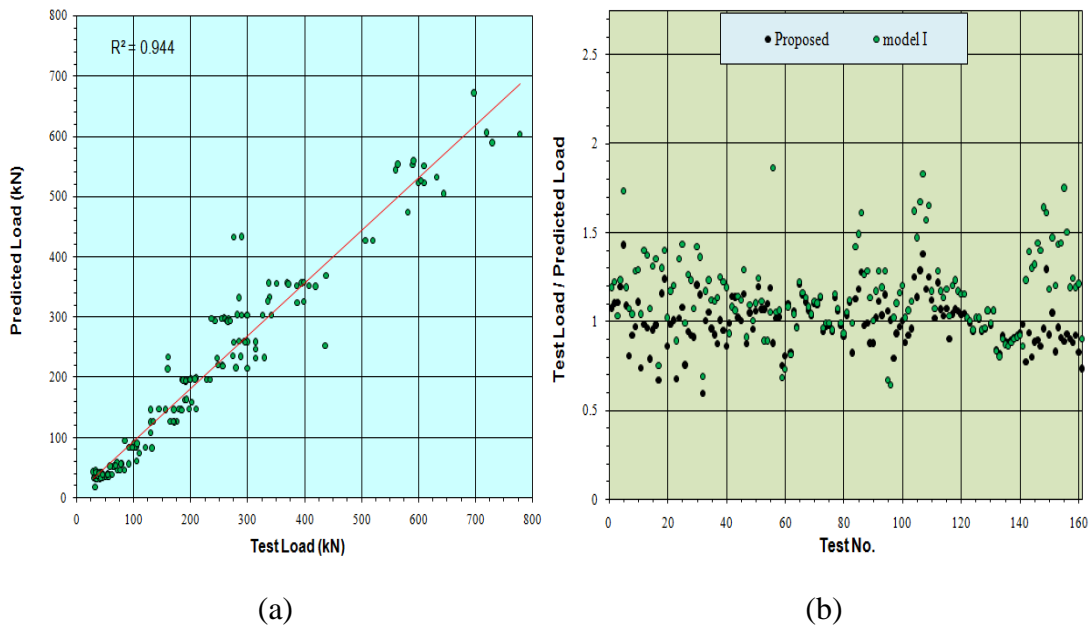 R² = 0.944
Predicted Load (kN)
800
700
600
500
400
300
200
100
0
0 100 200 300 400 500 600 700 800
Test Load (kN)
(a)
Proposed model I
Test Load / Predicted Load
2.5
2
1.5
1
0.5
0
0 20 40 60 80 100 120 140 160
Test No.
(b)